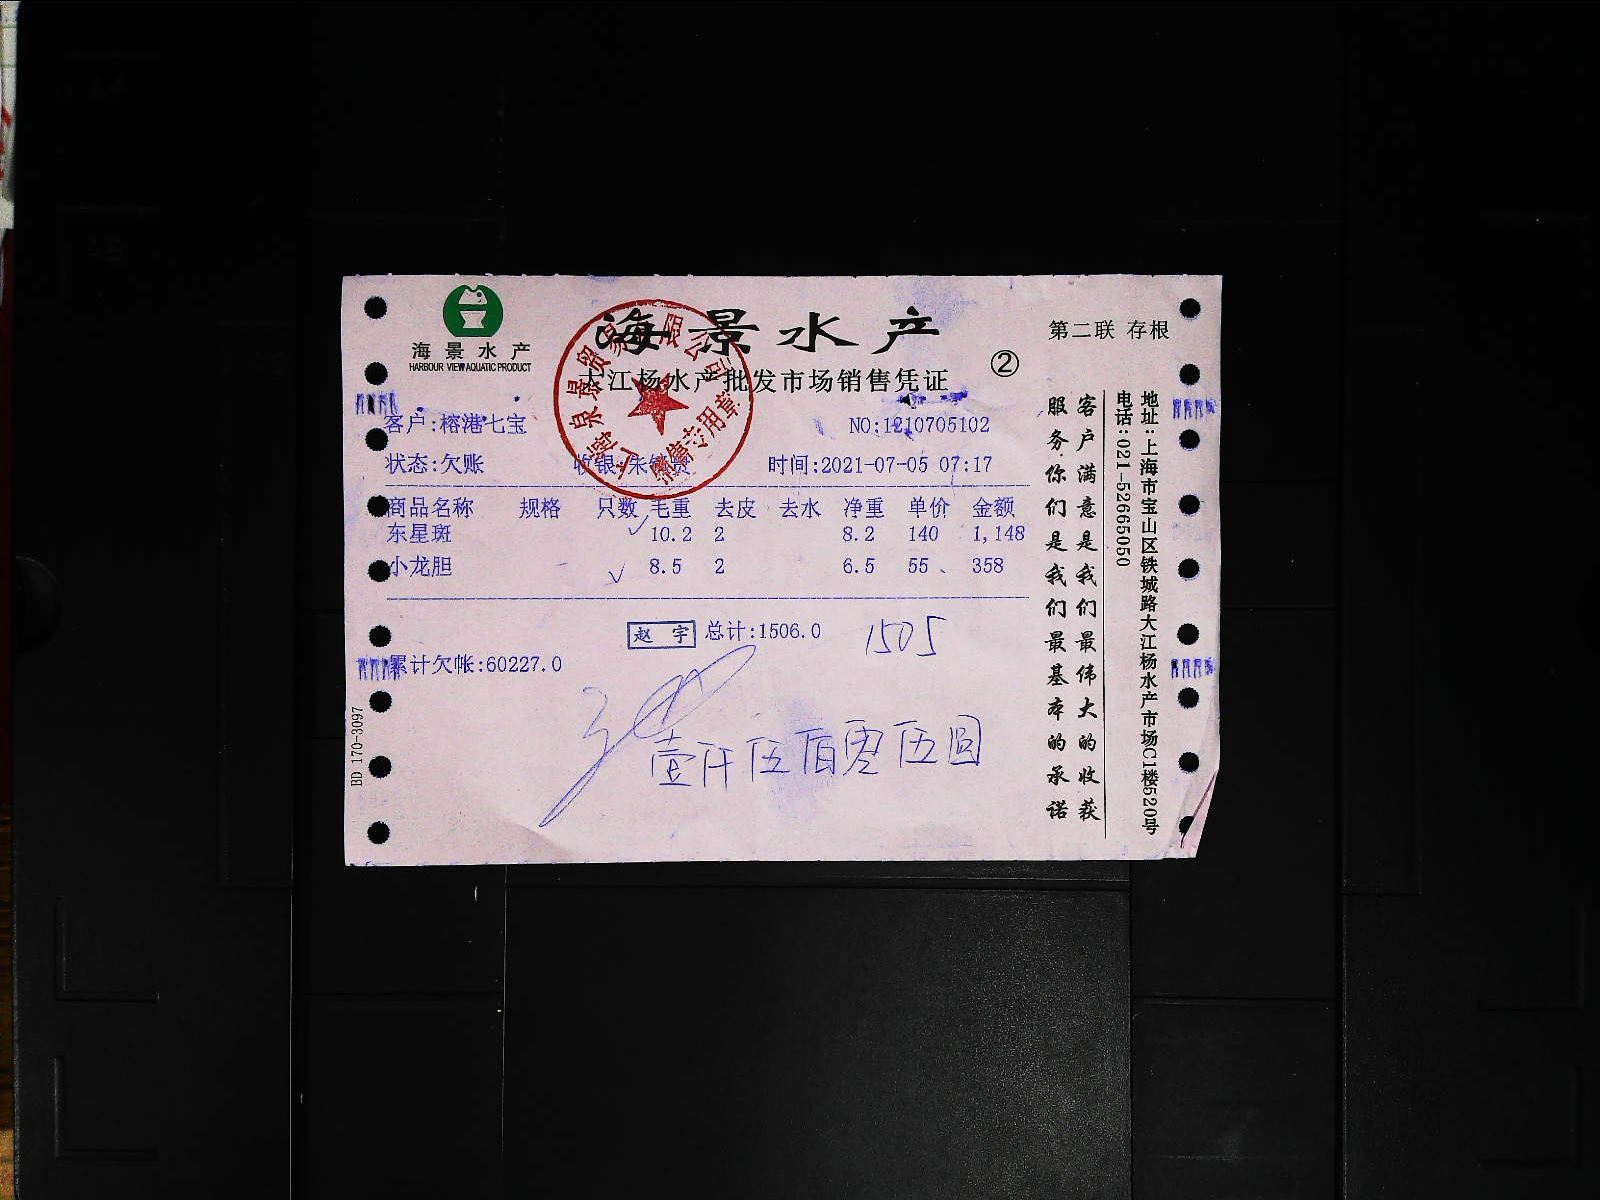 海景水产
HARBOUR VIEW AQUATIC PRODUCT
海景水产
第二联 存根
②
大江杨水产批发市场销售凭证
客户:榕港七宝
NO:1210705102
状态:欠账
收银:朱
时间:2021-07-05 07:17
商品名称 规格 只数 毛重 去皮 去水 净重 单价 金额
东星斑 10.2 2 8.2 140 1,148
小龙胆 8.5 2 6.5 55 358
赵宇 总计:1506.0 1505
累计欠帐:60227.0
壹仟伍佰零伍圆
BD 170-3097
客户满意是我们最伟大的收获
服务你们是我们最基本的承诺
地址:上海市宝山区铁城路大江杨水产市场C1楼520号
电话:021-52665050
销售专用章